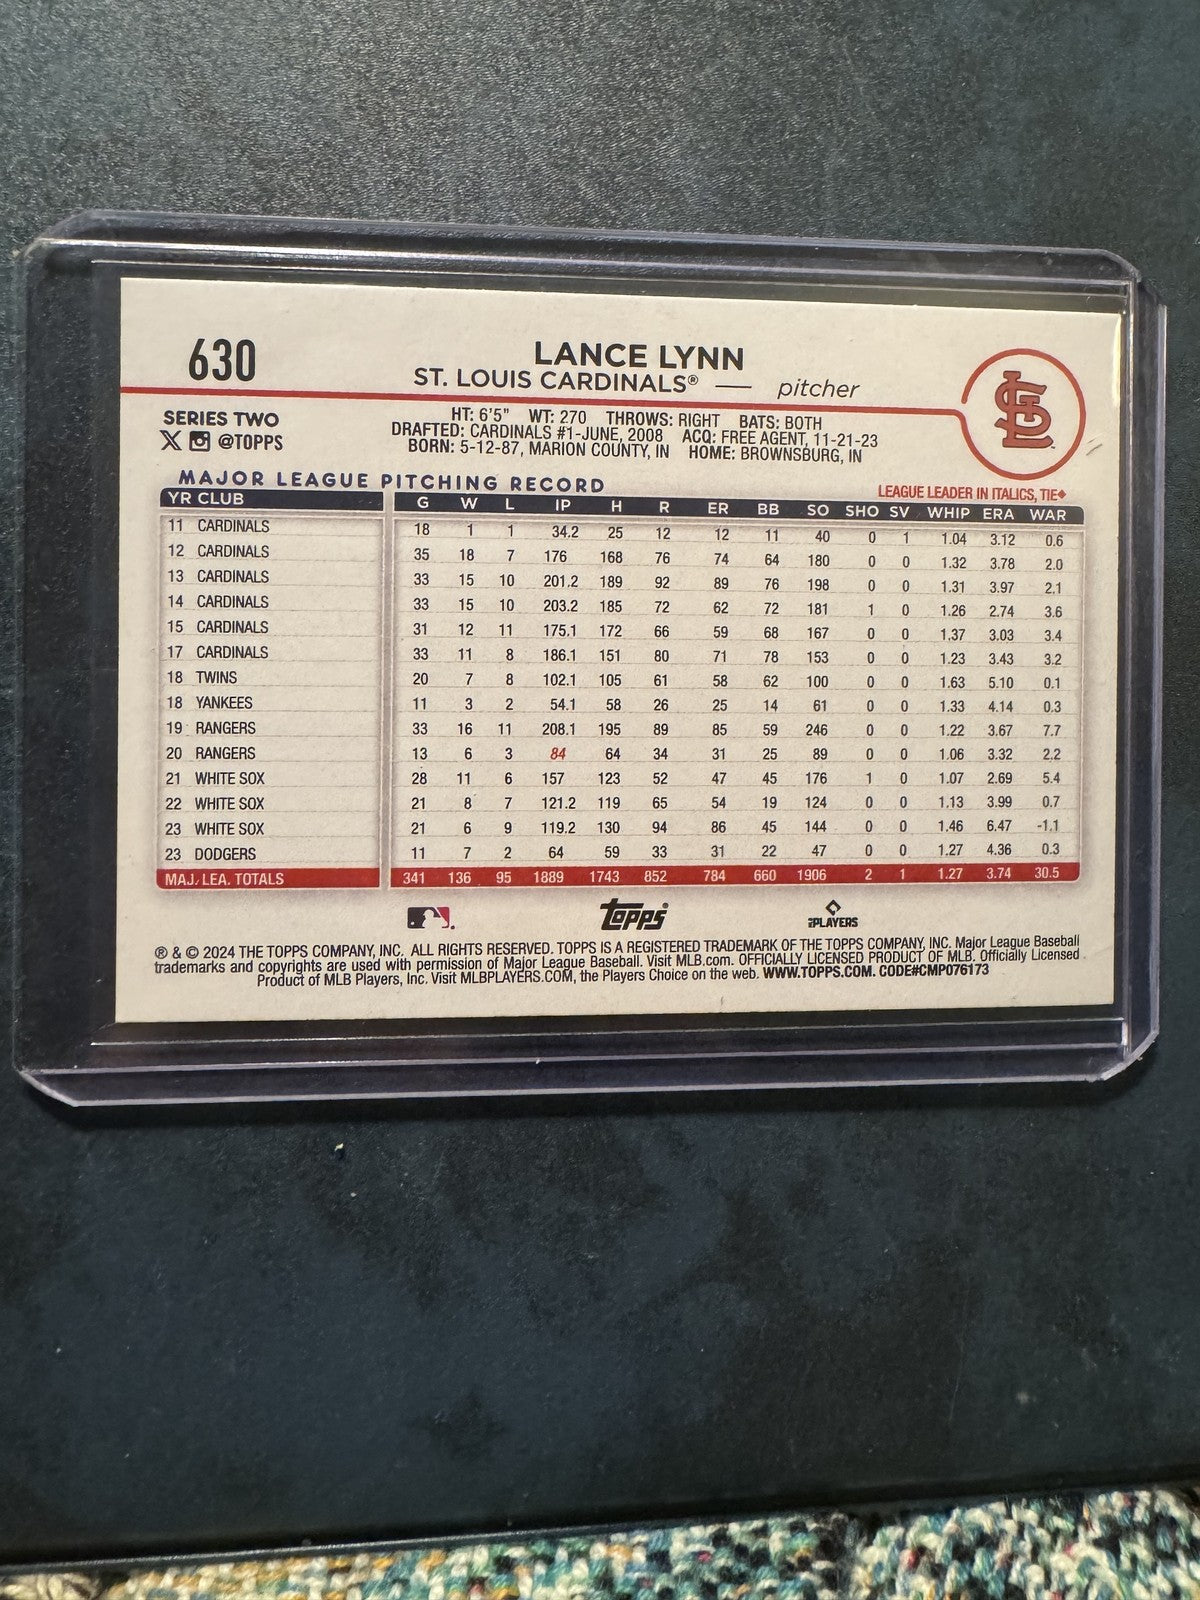 630
LANCE LYNN
ST. LOUIS CARDINALS® — pitcher
SERIES TWO
@TOPPS
HT: 6'5" WT: 270 THROWS: RIGHT BATS: BOTH
DRAFTED: CARDINALS #1-JUNE, 2008 ACQ: FREE AGENT, 11-21-23
BORN: 5-12-87, MARION COUNTY, IN HOME: BROWNSBURG, IN
MAJOR LEAGUE PITCHING RECORD
LEAGUE LEADER IN ITALICS, TIE♦
YR CLUB G W L IP H R ER BB SO SHO SV WHIP ERA WAR
11 CARDINALS 18 1 1 34.2 25 12 12 11 40 0 1 1.04 3.12 0.6
12 CARDINALS 35 18 7 176 168 76 74 64 180 0 0 1.32 3.78 2.0
13 CARDINALS 33 15 10 201.2 189 92 89 76 198 0 0 1.31 3.97 2.1
14 CARDINALS 33 15 10 203.2 185 72 62 72 181 1 0 1.26 2.74 3.6
15 CARDINALS 31 12 11 175.1 172 66 59 68 167 0 0 1.37 3.03 3.4
17 CARDINALS 33 11 8 186.1 151 80 71 78 153 0 0 1.23 3.43 3.2
18 TWINS 20 7 8 102.1 105 61 58 62 100 0 0 1.63 5.10 0.1
18 YANKEES 11 3 2 54.1 58 26 25 14 61 0 0 1.33 4.14 0.3
19 RANGERS 33 16 11 208.1 195 89 85 59 246 0 0 1.22 3.67 7.7
20 RANGERS 13 6 3 84 64 34 31 25 89 0 0 1.06 3.32 2.2
21 WHITE SOX 28 11 6 157 123 52 47 45 176 1 0 1.07 2.69 5.4
22 WHITE SOX 21 8 7 121.2 119 65 54 19 124 0 0 1.13 3.99 0.7
23 WHITE SOX 21 6 9 119.2 130 94 86 45 144 0 0 1.46 6.47 -1.1
23 DODGERS 11 7 2 64 59 33 31 22 47 0 0 1.27 4.36 0.3
MAJ. LEA. TOTALS 341 136 95 1889 1743 852 784 660 1906 2 1 1.27 3.74 30.5
Topps
PLAYERS
® & © 2024 THE TOPPS COMPANY, INC. ALL RIGHTS RESERVED. TOPPS IS A REGISTERED TRADEMARK OF THE TOPPS COMPANY, INC. Major League Baseball
trademarks and copyrights are used with permission of Major League Baseball. Visit MLB.com. OFFICIALLY LICENSED PRODUCT OF MLB. Officially Licensed
Product of MLB Players, Inc. Visit MLBPLAYERS.COM, the Players Choice on the web. WWW.TOPPS.COM. CODE#CMP076173